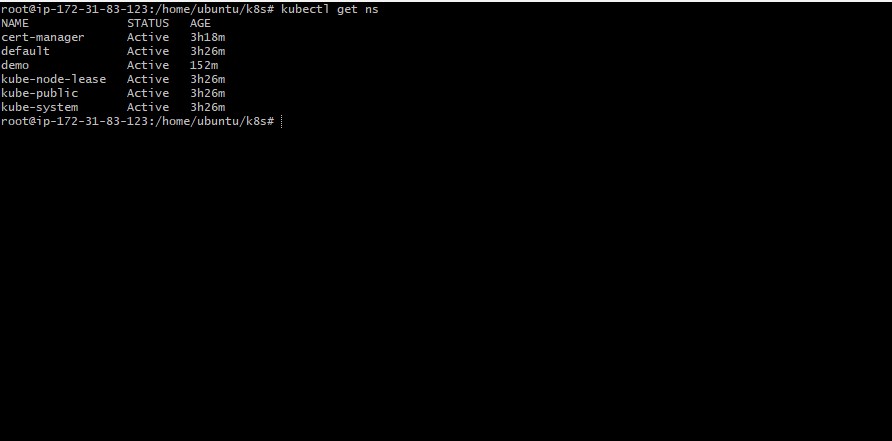 root@ip-172-31-83-123:/home/ubuntu/k8s# kubectl get ns
NAME              STATUS   AGE
cert-manager      Active   3h18m
default           Active   3h26m
demo              Active   152m
kube-node-lease   Active   3h26m
kube-public       Active   3h26m
kube-system       Active   3h26m
root@ip-172-31-83-123:/home/ubuntu/k8s#